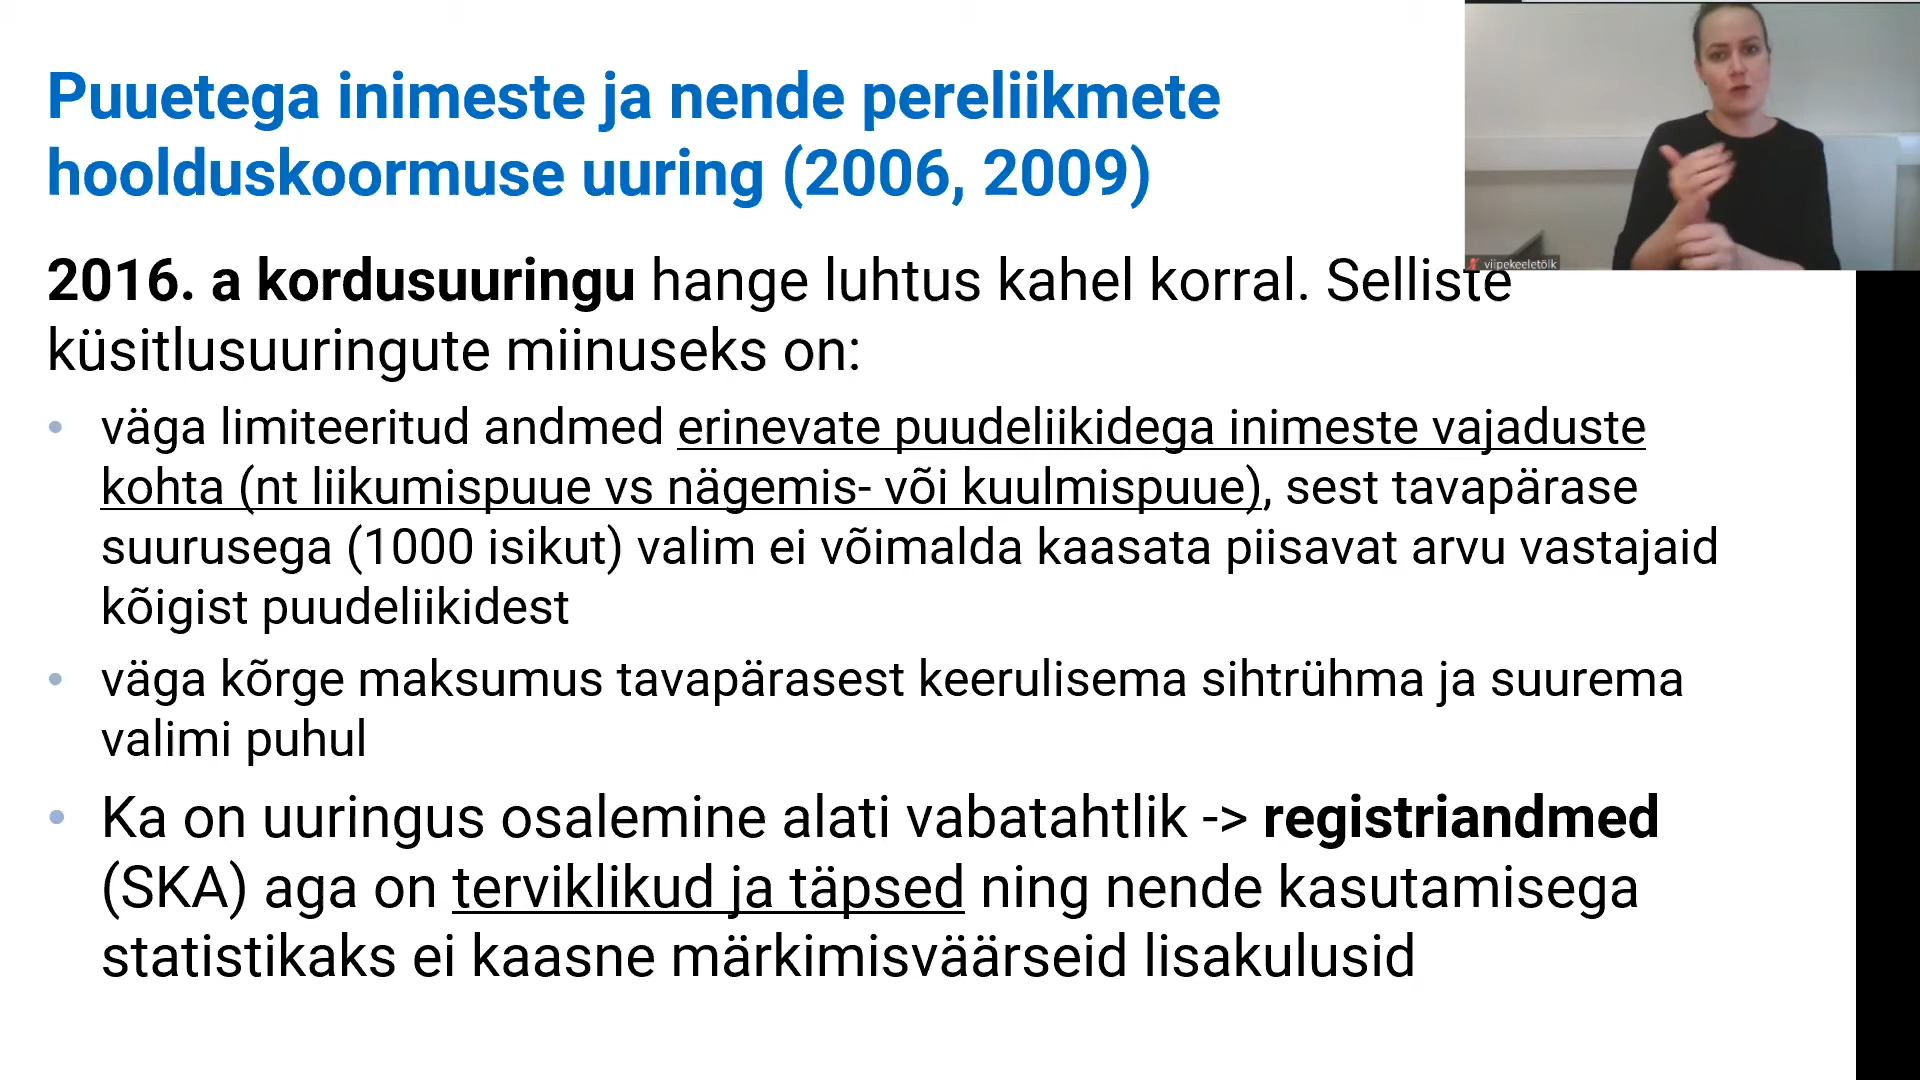 Puuetega inimeste ja nende pereliikmete
hoolduskoormuse uuring (2006, 2009)
viipekeeletõlk
2016. a kordusuuringu hange luhtus kahel korral. Selliste
küsitlusuuringute miinuseks on:
• väga limiteeritud andmed erinevate puudeliikidega inimeste vajaduste
kohta (nt liikumispuue vs nägemis- või kuulmispuue), sest tavapärase
suurusega (1000 isikut) valim ei võimalda kaasata piisavat arvu vastajaid
kõigist puudeliikidest
• väga kõrge maksumus tavapärasest keerulisema sihtrühma ja suurema
valimi puhul
• Ka on uuringus osalemine alati vabatahtlik -> registriandmed
(SKA) aga on terviklikud ja täpsed ning nende kasutamisega
statistikaks ei kaasne märkimisväärseid lisakulusid